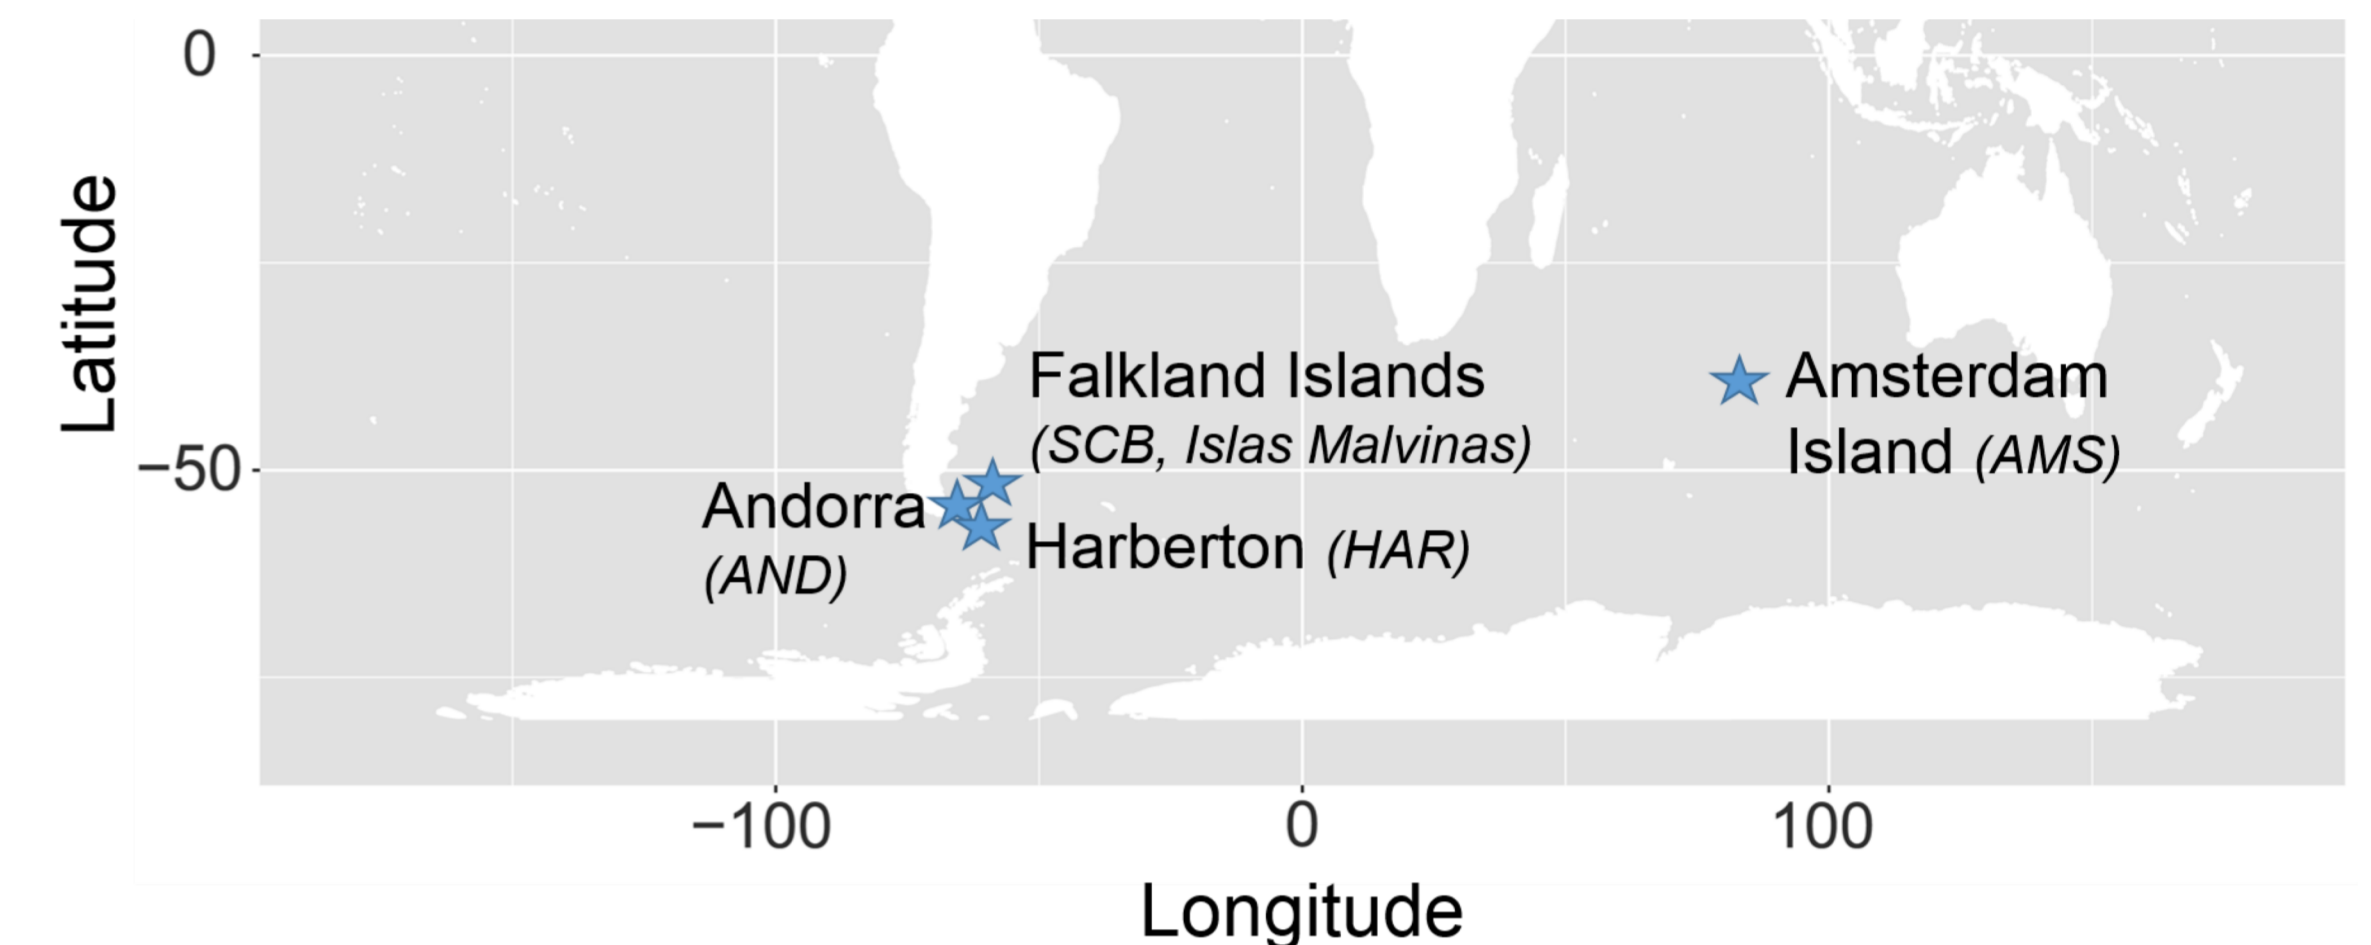 0
Latitude
Falkland Islands
(SCB, Islas Malvinas)
Amsterdam
Island (AMS)
−50
Andorra
(AND)
Harberton (HAR)
−100
0
100
Longitude